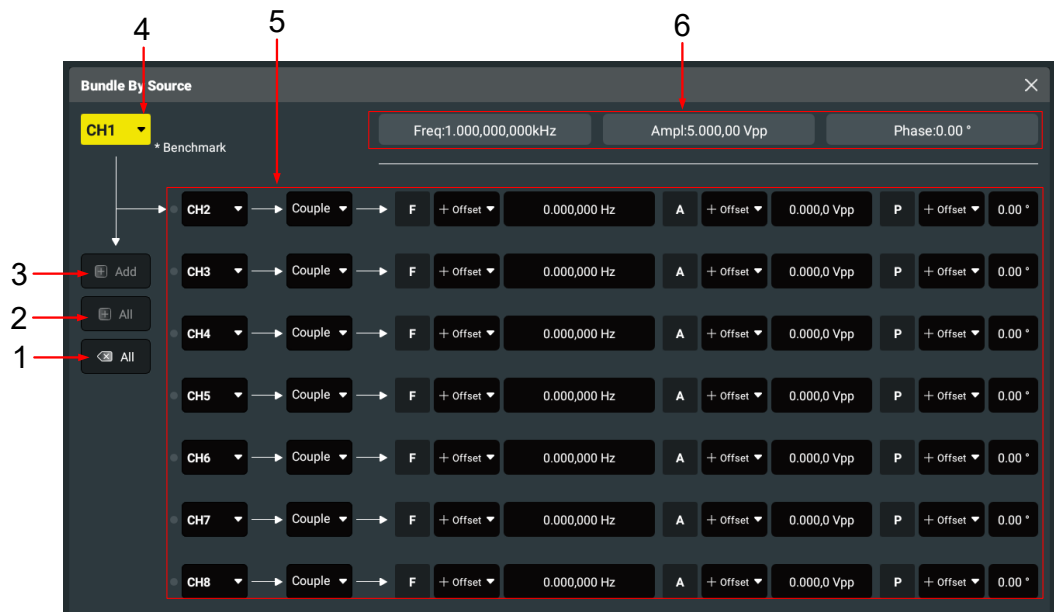 4 5 6
Bundle By Source
CH1 Freq:1.000,000,000kHz Ampl:5.000,00 Vpp Phase:0.00 °
* Benchmark
CH2 Couple F + Offset 0.000,000 Hz A + Offset 0.000,0 Vpp P + Offset 0.00 °
3 Add CH3 Couple F + Offset 0.000,000 Hz A + Offset 0.000,0 Vpp P + Offset 0.00 °
2 All CH4 Couple F + Offset 0.000,000 Hz A + Offset 0.000,0 Vpp P + Offset 0.00 °
1 All
CH5 Couple F + Offset 0.000,000 Hz A + Offset 0.000,0 Vpp P + Offset 0.00 °
CH6 Couple F + Offset 0.000,000 Hz A + Offset 0.000,0 Vpp P + Offset 0.00 °
CH7 Couple F + Offset 0.000,000 Hz A + Offset 0.000,0 Vpp P + Offset 0.00 °
CH8 Couple F + Offset 0.000,000 Hz A + Offset 0.000,0 Vpp P + Offset 0.00 °